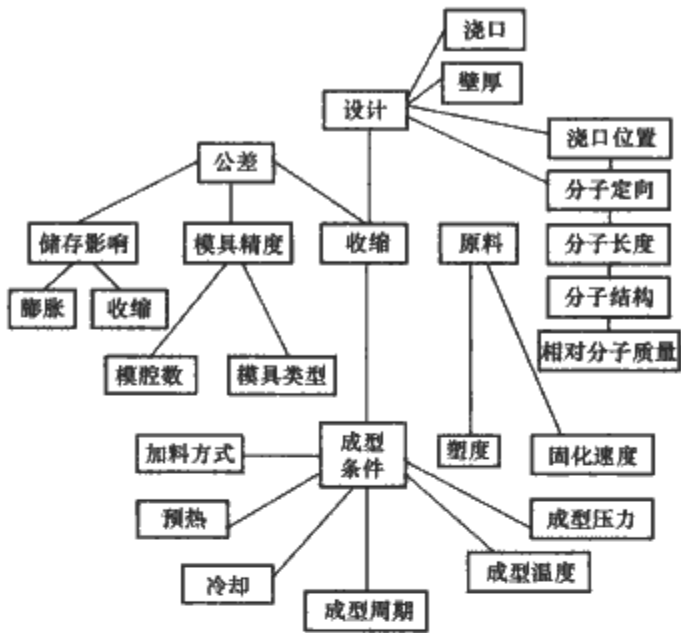 浇口
壁厚
设计
浇口位置
公差
分子定向
储存影响
模具精度
收缩
原料
分子长度
膨胀
收缩
分子结构
模腔数
模具类型
相对分子质量
加料方式
成型
条件
塑度
固化速度
预热
成型压力
冷却
成型温度
成型周期